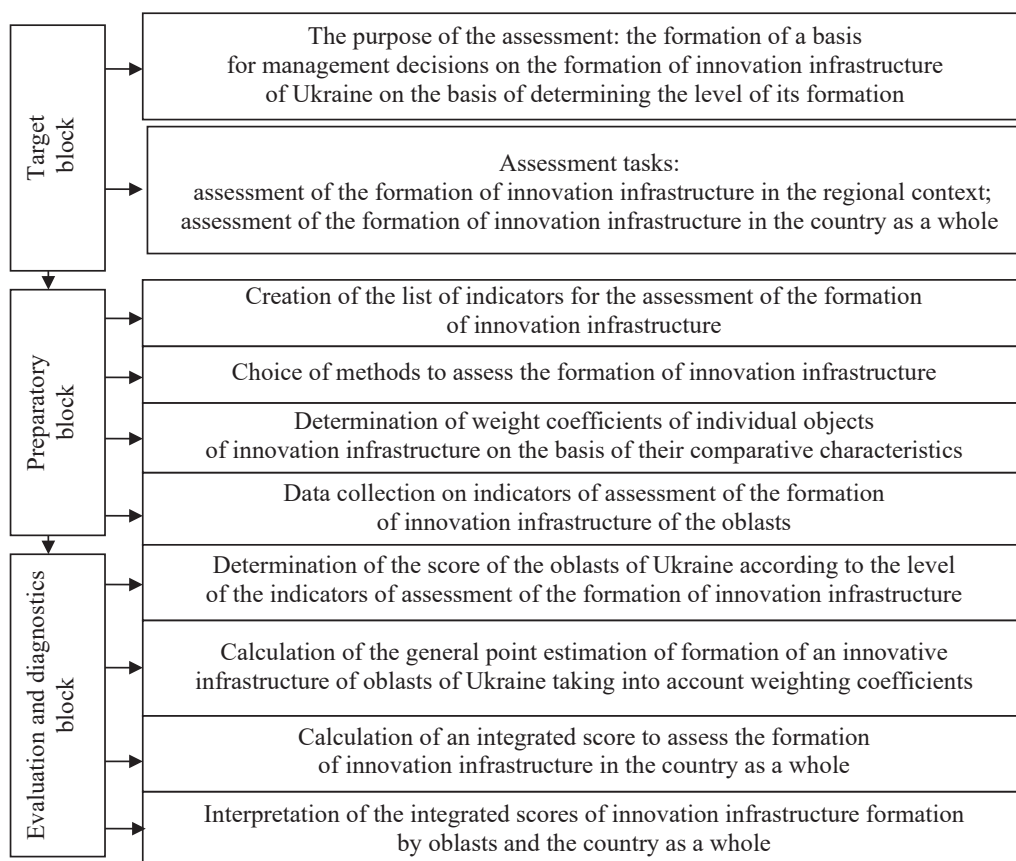 Target
block
The purpose of the assessment: the formation of a basis
for management decisions on the formation of innovation infrastructure
of Ukraine on the basis of determining the level of its formation
Assessment tasks:
assessment of the formation of innovation infrastructure in the regional context;
assessment of the formation of innovation infrastructure in the country as a whole
Preparatory
block
Creation of the list of indicators for the assessment of the formation
of innovation infrastructure
Choice of methods to assess the formation of innovation infrastructure
Determination of weight coefficients of individual objects
of innovation infrastructure on the basis of their comparative characteristics
Data collection on indicators of assessment of the formation
of innovation infrastructure of the oblasts
Evaluation and diagnostics
block
Determination of the score of the oblasts of Ukraine according to the level
of the indicators of assessment of the formation of innovation infrastructure
Calculation of the general point estimation of formation of an innovative
infrastructure of oblasts of Ukraine taking into account weighting coefficients
Calculation of an integrated score to assess the formation
of innovation infrastructure in the country as a whole
Interpretation of the integrated scores of innovation infrastructure formation
by oblasts and the country as a whole